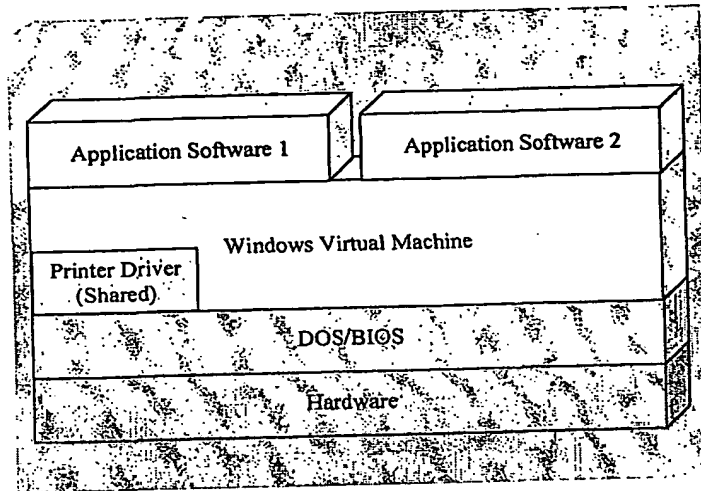 Application Software 1
Application Software 2
Windows Virtual Machine
Printer Driver
(Shared)
DOS/BIOS
Hardware